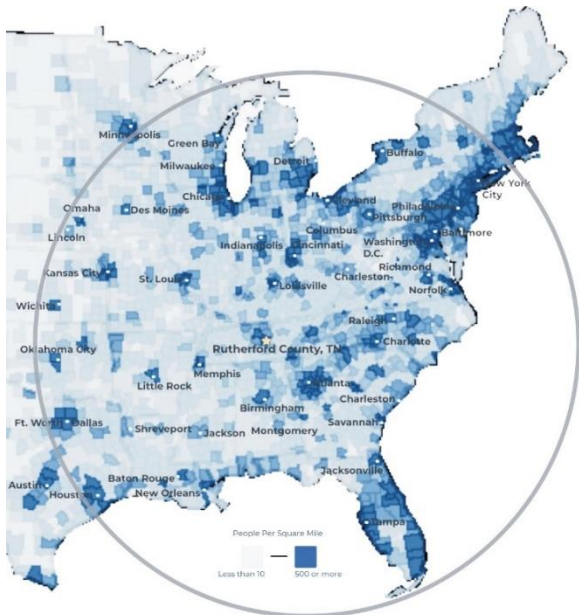 Minneapolis
Green Bay
Milwaukee
Detroit
Buffalo
Chicago
Cleveland
New York
City
Philadelphia
Pittsburgh
Omaha
Des Moines
Columbus
Baltimore
Lincoln
Indianapolis
Cincinnati
Washington
D.C.
Kansas City
St. Louis
Louisville
Charleston
Richmond
Norfolk
Wichita
Raleigh
Oklahoma City
Rutherford County, TN
Charlotte
Memphis
Little Rock
Atlanta
Birmingham
Charleston
Ft. Worth
Dallas
Shreveport
Jackson
Montgomery
Savannah
Jacksonville
Austin
Houston
Baton Rouge
New Orleans
Tampa
People Per Square Mile
Less than 10
500 or more